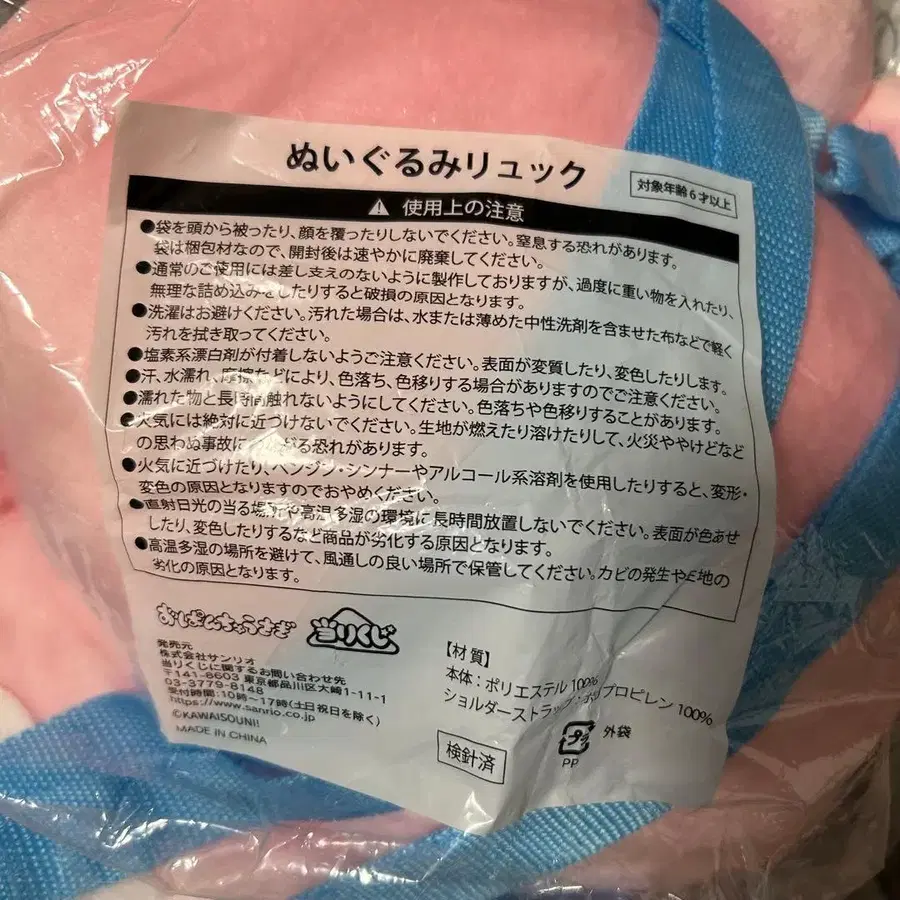 ぬいぐるみリュック
対象年齢6才以上
使用上の注意
●袋を頭から被ったり、顔を覆ったりしないでください。窒息する恐れがあります。
袋は梱包材なので、開封後は速やかに廃棄してください。
●通常のご使用には差し支えのないように製作しておりますが、過度に重い物を入れたり、
無理な詰め込みをしたりすると破損の原因となります。
●洗濯はお避けください。汚れた場合は、水または薄めた中性洗剤を含ませた布などで軽く
汚れを拭き取ってください。
●塩素系漂白剤が付着しないようご注意ください。表面が変質したり、変色したりします。
●汗、水濡れ、摩擦などにより、色落ち、色移りする場合がありますのでご注意ください。
●濡れた物と長時間触れないようにしてください。色落ちや色移りすることがあります。
●火気には絶対に近づけないでください。生地が燃えたり溶けたりして、火災ややけどなど
の思わぬ事故につながる恐れがあります。
●火気に近づけたり、ベンジン・シンナーやアルコール系溶剤を使用したりすると、変形・
変色の原因となりますのでおやめください。
●直射日光の当る場所や高温多湿の環境に長時間放置しないでください。表面が色あせ
したり、変色したりするなど商品が劣化する原因となります。
●高温多湿の場所を避けて、風通しの良い場所で保管してください。カビの発生や生地の
劣化の原因となります。
おぱんちゅうさぎ
当りくじ
発売元
株式会社サンリオ
当りくじに関するお問い合わせ先
〒141-8603 東京都品川区大崎1-11-1
03-3779-8148
受付時間:10時〜17時(土日祝日を除く)
https://www.sanrio.co.jp
©KAWAISOUNI!
MADE IN CHINA
【材質】
本体:ポリエステル100%
ショルダーストラップ:ポリプロピレン100%
検針済
プラ
外袋
PP